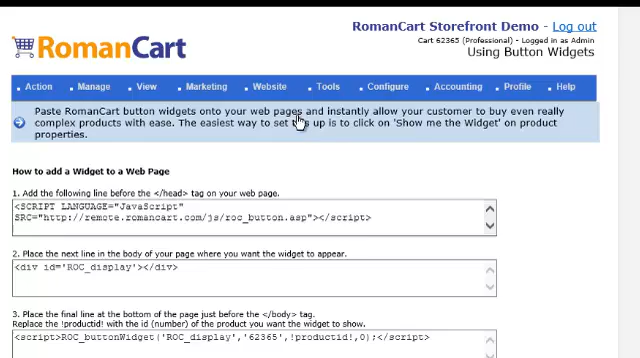 RomanCart Storefront Demo - Log out
Cart 62365 (Professional) - Logged in as Admin
Using Button Widgets
RomanCart
Action Manage View Marketing Website Tools Configure Accounting Profile Help
Paste RomanCart button widgets onto your web pages and instantly allow your customer to buy even really
complex products with ease. The easiest way to set this up is to click on 'Show me the Widget' on product
properties.
How to add a Widget to a Web Page
1. Add the following line before the </head> tag on your web page.
<SCRIPT LANGUAGE="JavaScript"
SRC="http://remote.romancart.com/js/roc_button.asp"></script>
2. Place the next line in the body of your page where you want the widget to appear.
<div id='ROC_display'></div>
3. Place the final line at the bottom of the page just before the </body> tag.
Replace the !productid! with the id (number) of the product you want the widget to show.
<script>ROC_buttonWidget('ROC_display','62365',!productid!,0);</script>